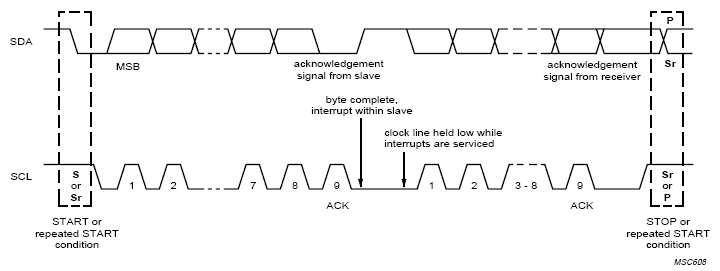 P
SDA
MSB
acknowledgement
signal from slave
acknowledgement
signal from receiver
Sr
byte complete,
interrupt within slave
clock line held low while
interrupts are serviced
SCL
S
or
Sr
1
2
7
8
9
1
2
3 - 8
9
Sr
or
P
ACK
ACK
START or
repeated START
condition
STOP or
repeated START
condition
MSC608